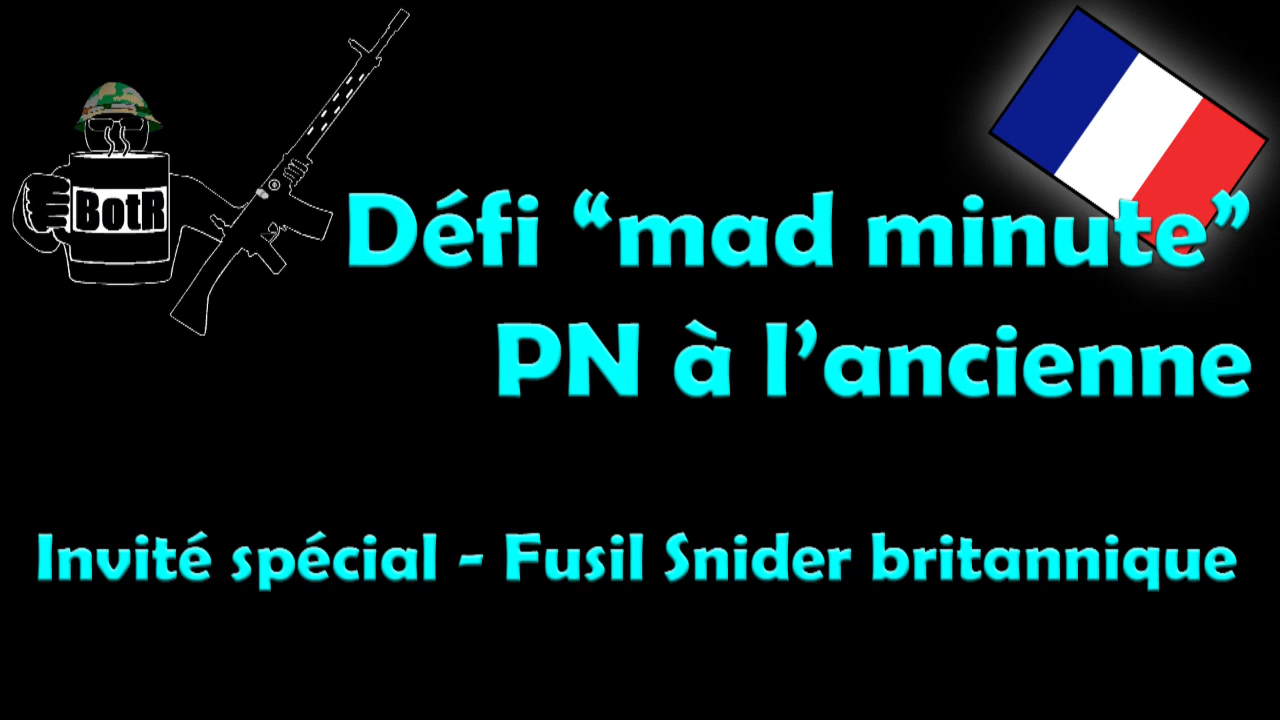 BotR
Défi “mad minute”
PN à l’ancienne
Invité spécial - Fusil Snider britannique